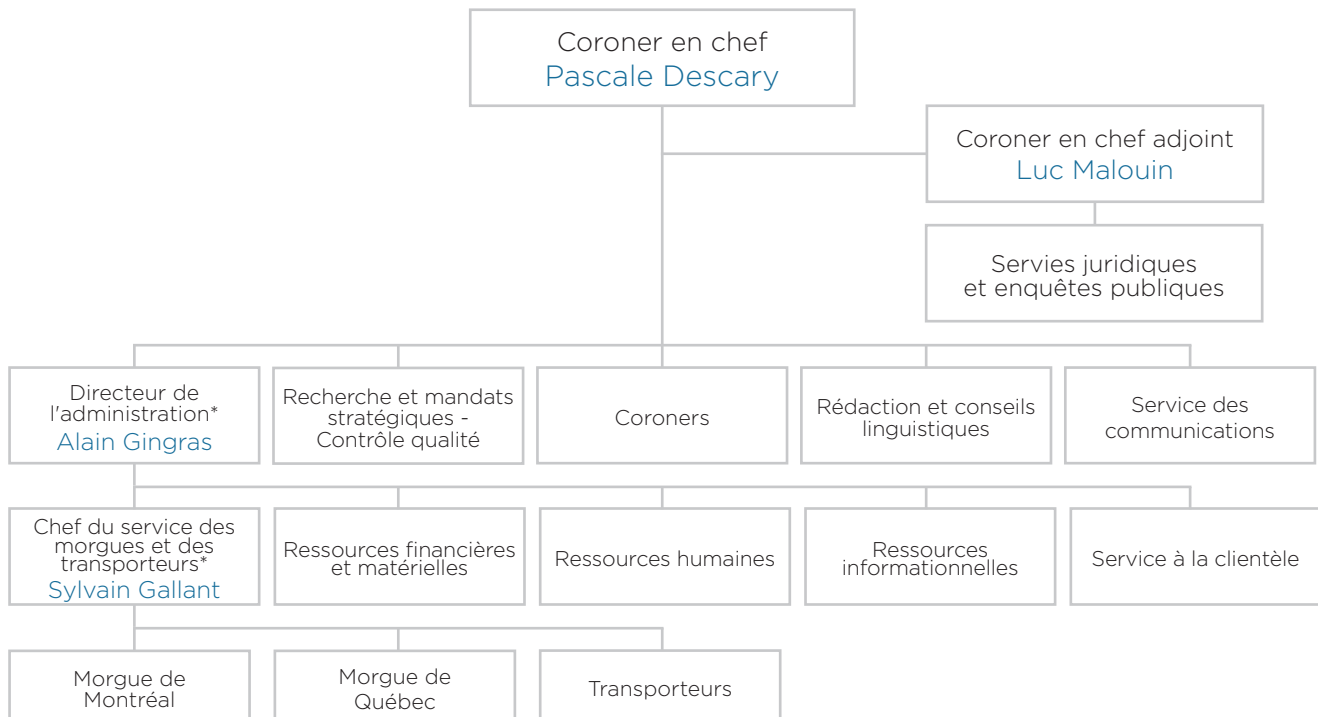 Coroner en chef
Pascale Descary
Coroner en chef adjoint
Luc Malouin
Servies juridiques
et enquêtes publiques
Directeur de
l'administration*
Alain Gingras
Recherche et mandats
stratégiques -
Contrôle qualité
Coroners
Rédaction et conseils
linguistiques
Service des
communications
Chef du service des
morgues et des
transporteurs*
Sylvain Gallant
Ressources financières
et matérielles
Ressources humaines
Ressources
informationnelles
Service à la clientèle
Morgue de
Montréal
Morgue de
Québec
Transporteurs